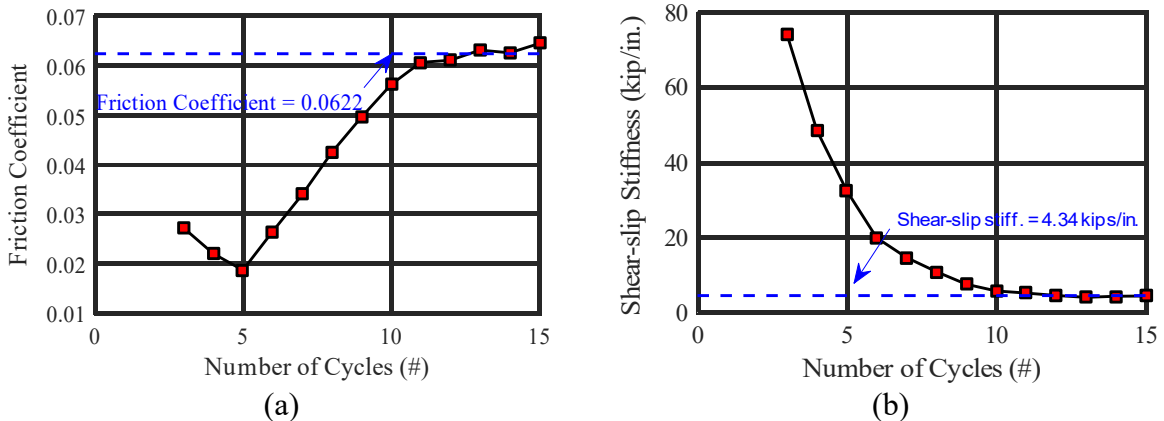 0.07
0.06
0.05
0.04
0.03
0.02
0.01
Friction Coefficient
Friction Coefficient = 0.0622
0 5 10 15
Number of Cycles (#)
(a)
80
60
40
20
0
Shear-slip Stiffness (kip/in.)
Shear-slip stiff. = 4.34 kips/in.
0 5 10 15
Number of Cycles (#)
(b)